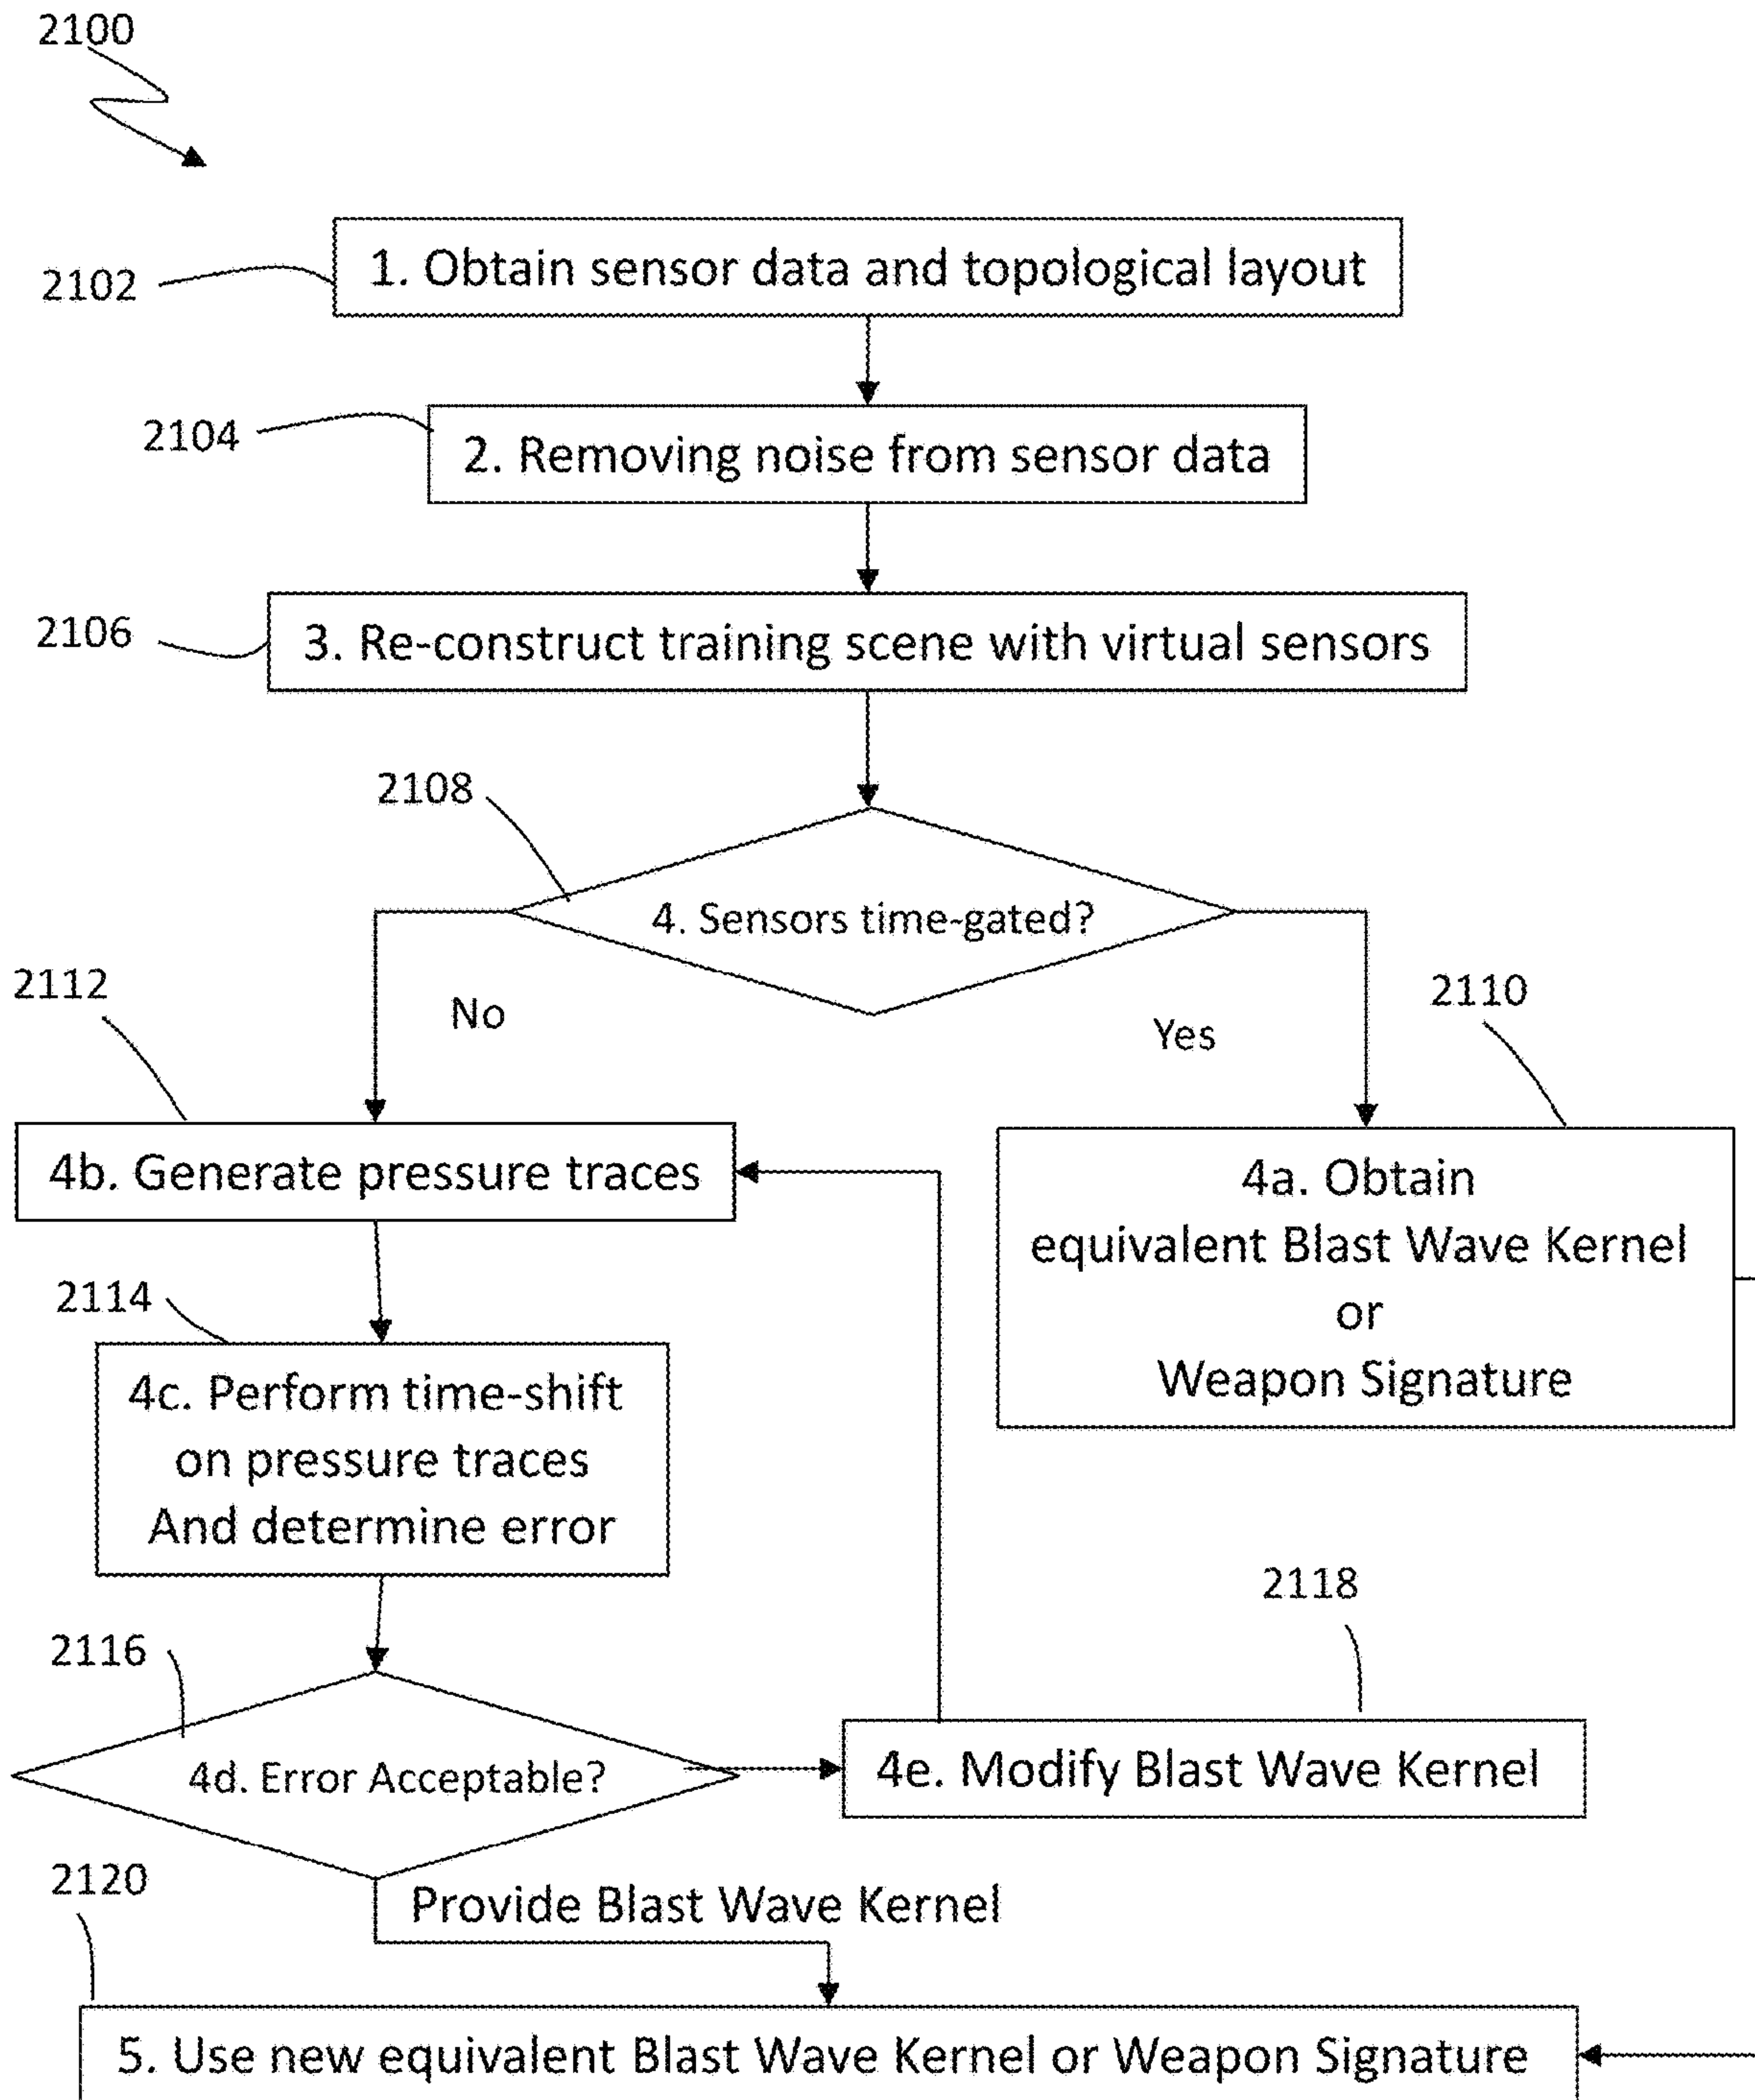 2100
2102
1. Obtain sensor data and topological layout
2104
2. Removing noise from sensor data
2106
3. Re-construct training scene with virtual sensors
2108
4. Sensors time-gated?
2112
No
Yes
2110
4b. Generate pressure traces
4a. Obtain
equivalent Blast Wave Kernel
or
Weapon Signature
2114
4c. Perform time-shift
on pressure traces
And determine error
2118
2116
4d. Error Acceptable?
4e. Modify Blast Wave Kernel
2120
Provide Blast Wave Kernel
5. Use new equivalent Blast Wave Kernel or Weapon Signature